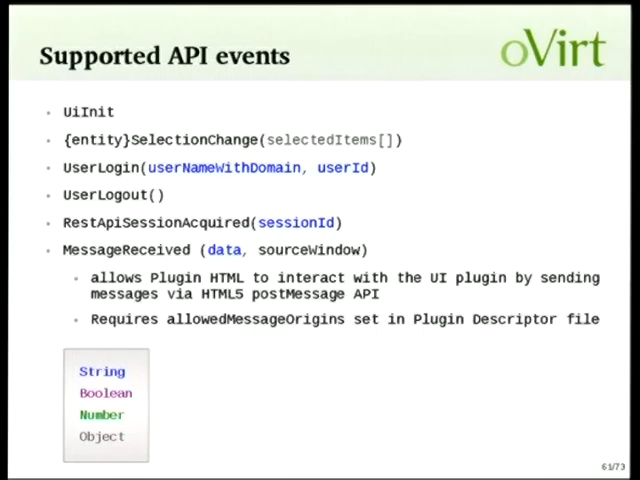 Supported API events
oVirt
UiInit
{entity}SelectionChange(selectedItems[])
UserLogin(userNameWithDomain, userId)
UserLogout()
RestApiSessionAcquired(sessionId)
MessageReceived (data, sourceWindow)
allows Plugin HTML to interact with the UI plugin by sending
messages via HTML5 postMessage API
Requires allowedMessageOrigins set in Plugin Descriptor file
String
Boolean
Number
Object
61/73